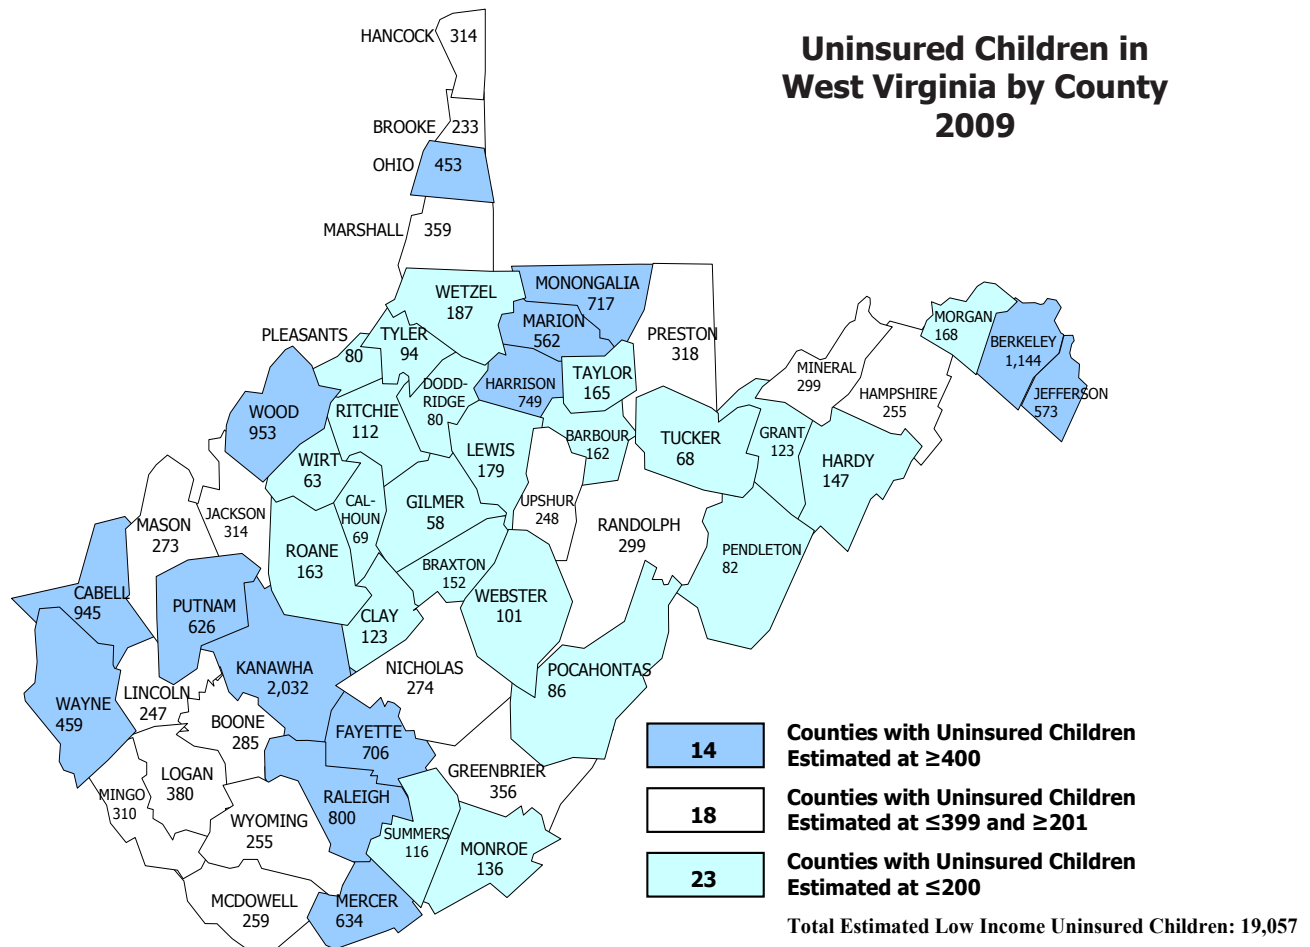 Uninsured Children in
West Virginia by County
2009
HANCOCK 314
BROOKE 233
OHIO 453
MARSHALL 359
WETZEL
187
MONONGALIA
717
MARION
562
PRESTON
318
PLEASANTS
80
TYLER
94
DODD-
RIDGE
80
HARRISON
749
TAYLOR
165
MORGAN
168
BERKELEY
1,144
JEFFERSON
573
MINERAL
299
HAMPSHIRE
255
WOOD
953
RITCHIE
112
WIRT
63
LEWIS
179
BARBOUR
162
TUCKER
68
GRANT
123
HARDY
147
MASON
273
JACKSON
314
CAL-
HOUN
69
GILMER
58
UPSHUR
248
RANDOLPH
299
PENDLETON
82
ROANE
163
BRAXTON
152
CABELL
945
PUTNAM
626
CLAY
123
WEBSTER
101
KANAWHA
2,032
NICHOLAS
274
POCAHONTAS
86
WAYNE
459
LINCOLN
247
BOONE
285
FAYETTE
706
GREENBRIER
356
MINGO
310
LOGAN
380
WYOMING
255
RALEIGH
800
SUMMERS
116
MONROE
136
MCDOWELL
259
MERCER
634
14
Counties with Uninsured Children
Estimated at ≥400
18
Counties with Uninsured Children
Estimated at ≤399 and ≥201
23
Counties with Uninsured Children
Estimated at ≤200
Total Estimated Low Income Uninsured Children: 19,057